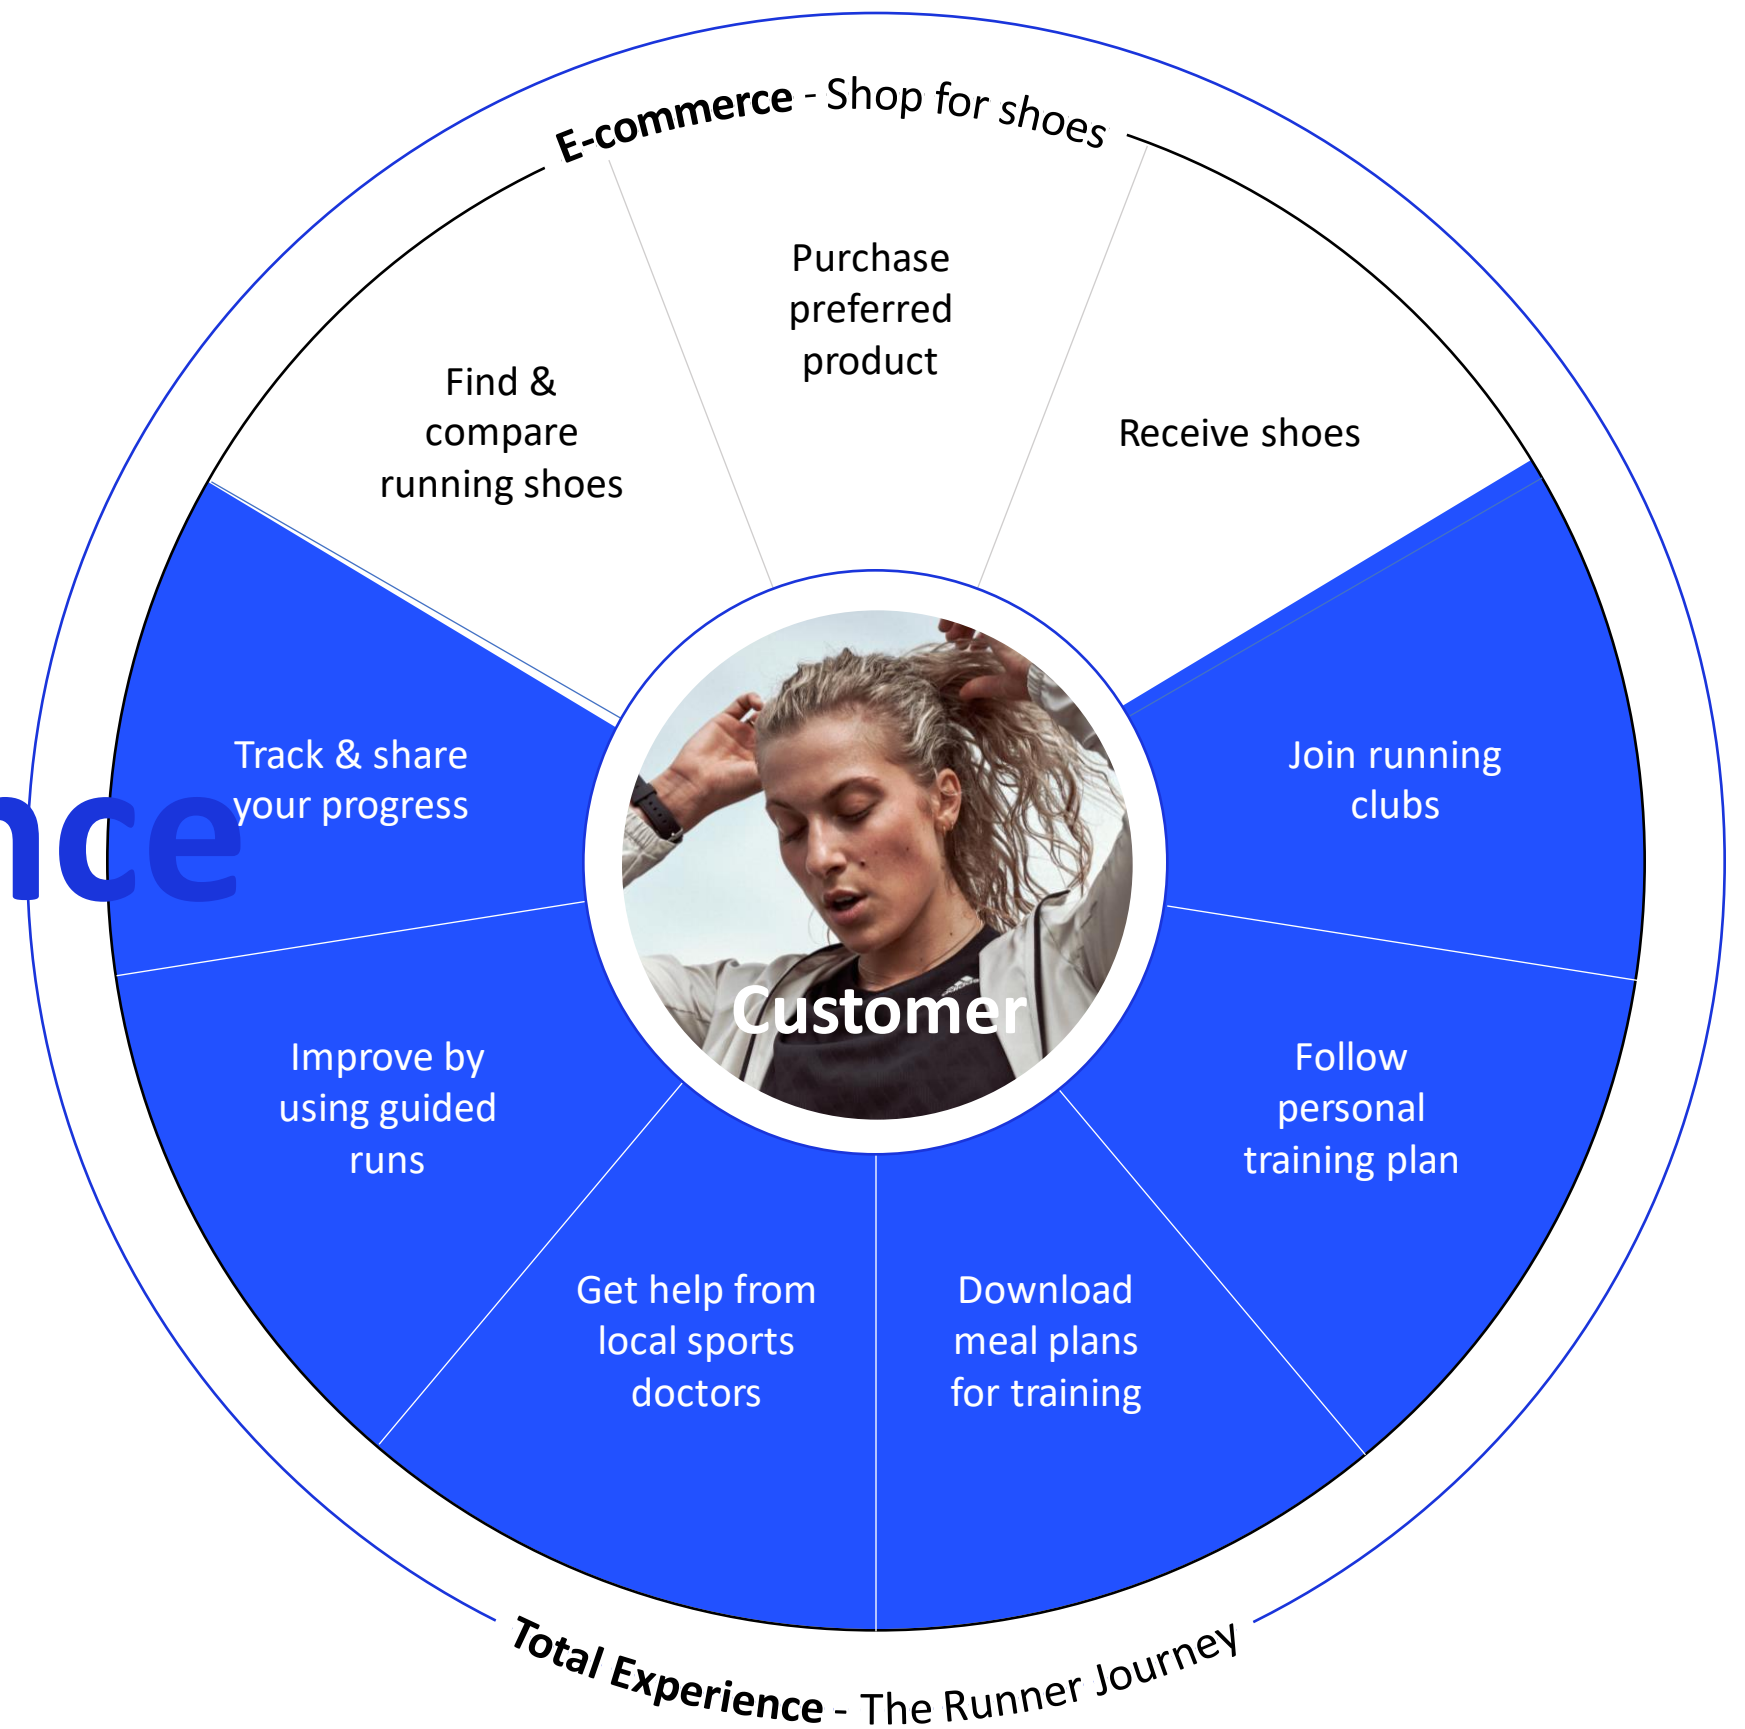 E-commerce - Shop for shoes
Purchase
preferred
product
Find &
compare
running shoes
Receive shoes
Track & share
your progress
nce
Join running
clubs
Customer
Improve by
using guided
runs
Follow
personal
training plan
Get help from
local sports
doctors
Download
meal plans
for training
Total Experience - The Runner Journey